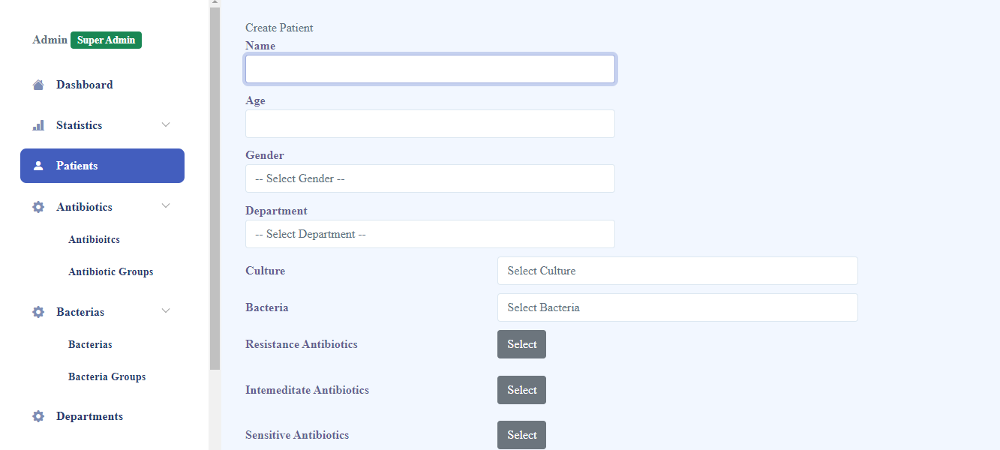 Admin Super Admin
Dashboard
Statistics
Patients
Antibiotics
Antibioitcs
Antibiotic Groups
Bacterias
Bacterias
Bacteria Groups
Departments
Create Patient
Name
Age
Gender
-- Select Gender --
Department
-- Select Department --
Culture
Select Culture
Bacteria
Select Bacteria
Resistance Antibiotics
Select
Intemeditate Antibiotics
Select
Sensitive Antibiotics
Select